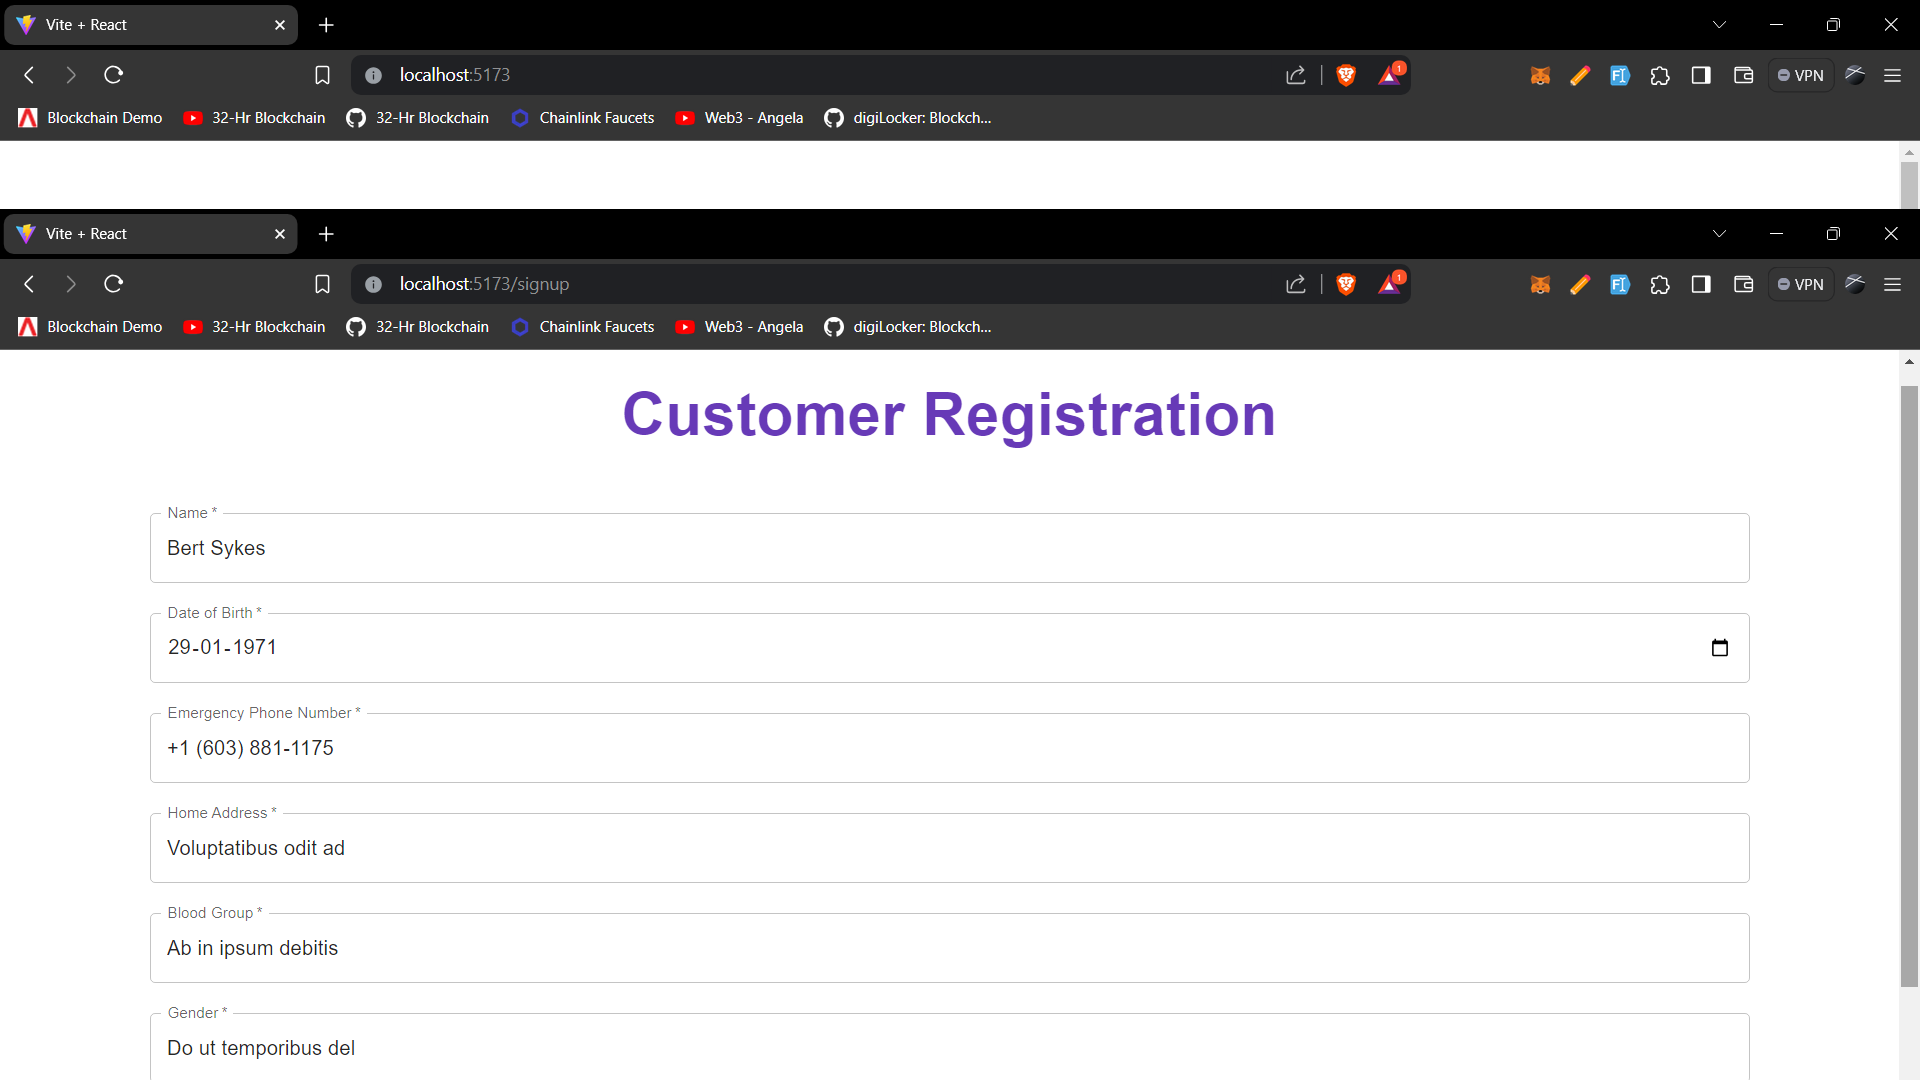 Vite + React
localhost:5173
1
VPN
Blockchain Demo 32-Hr Blockchain 32-Hr Blockchain Chainlink Faucets Web3 - Angela digiLocker: Blockch...
Vite + React
localhost:5173/signup
1
VPN
Blockchain Demo 32-Hr Blockchain 32-Hr Blockchain Chainlink Faucets Web3 - Angela digiLocker: Blockch...
Customer Registration
Name *
Bert Sykes
Date of Birth *
29-01-1971
Emergency Phone Number *
+1 (603) 881-1175
Home Address *
Voluptatibus odit ad
Blood Group *
Ab in ipsum debitis
Gender *
Do ut temporibus del